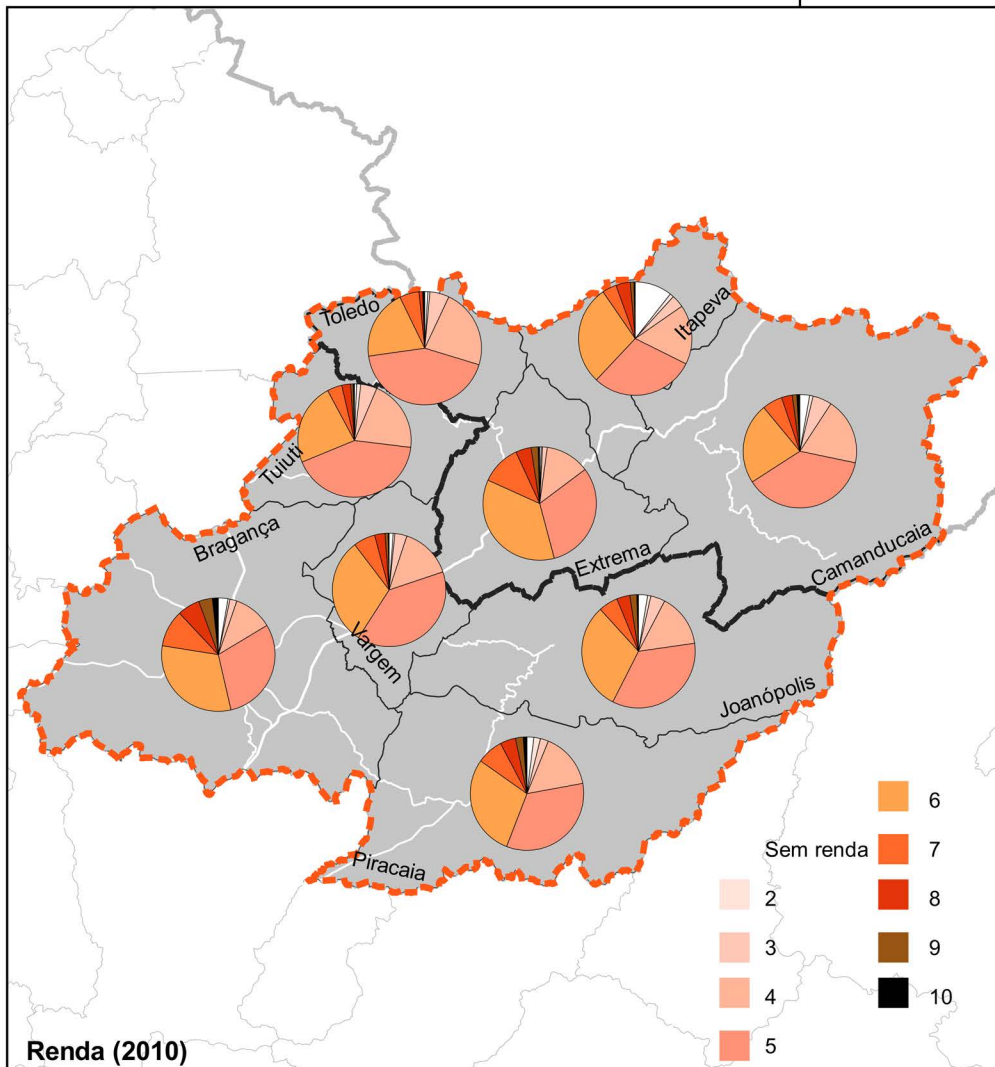 Toledo
Itapeva
Tuiuti
Bragança
Extrema
Camanducaia
Vargem
Joanópolis
Piracaia
Sem renda
2
3
4
5
6
7
8
9
10
Renda (2010)